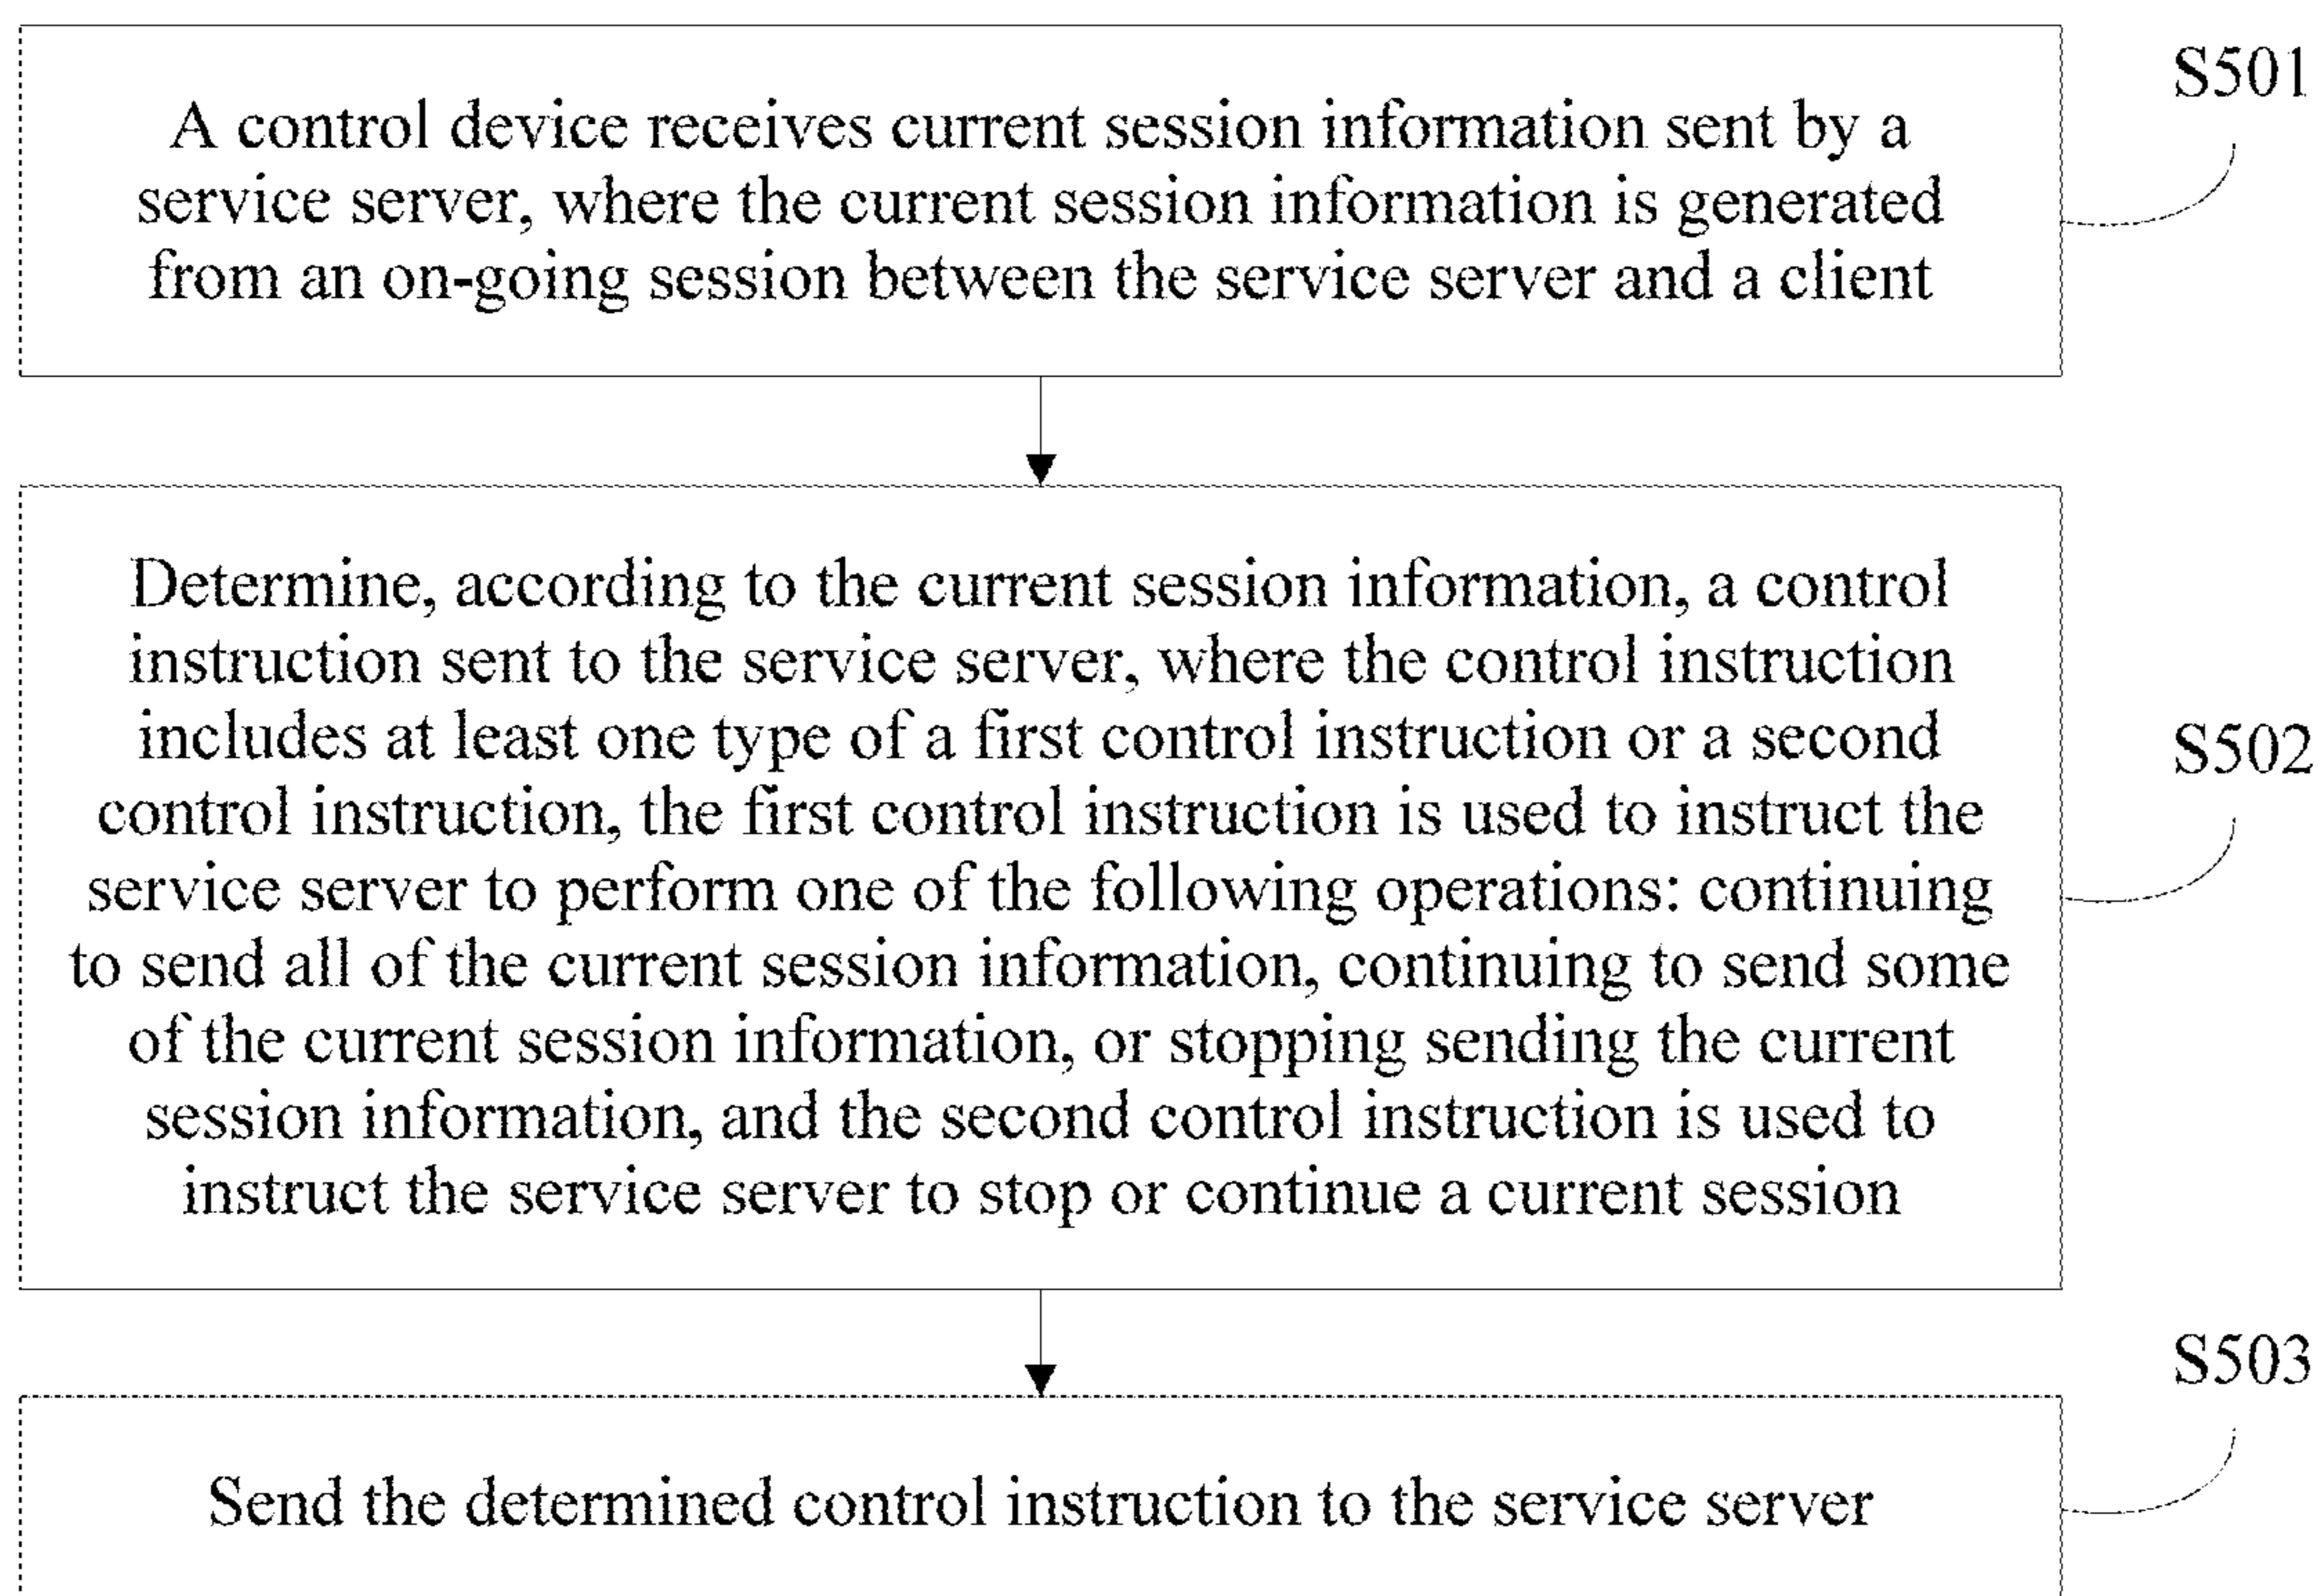 S501
A control device receives current session information sent by a
service server, where the current session information is generated
from an on-going session between the service server and a client
Determine, according to the current session information, a control
instruction sent to the service server, where the control instruction
includes at least one type of a first control instruction or a second
control instruction, the first control instruction is used to instruct the
service server to perform one of the following operations: continuing
to send all of the current session information, continuing to send some
of the current session information, or stopping sending the current
session information, and the second control instruction is used to
instruct the service server to stop or continue a current session
S502
S503
Send the determined control instruction to the service server